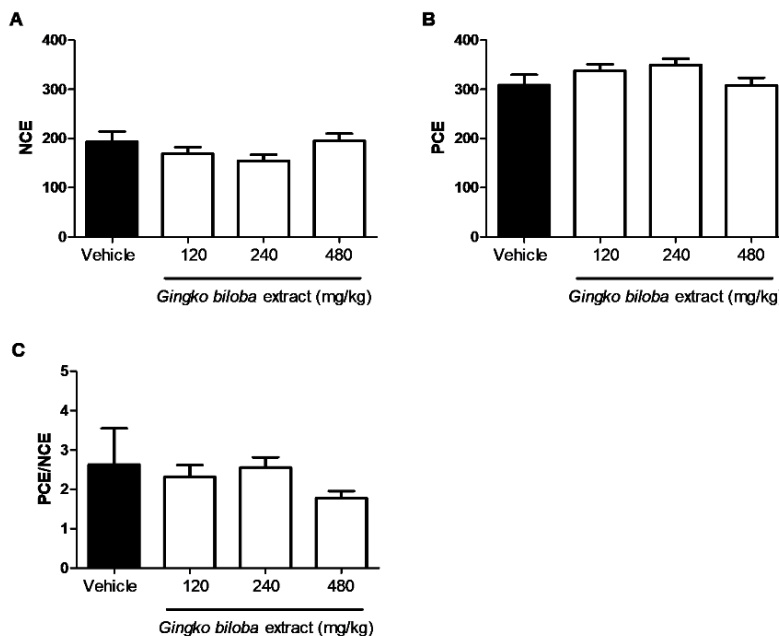 A
400
300
200
100
0
NCE
Vehicle 120 240 480
Gingko biloba extract (mg/kg)
B
400
300
200
100
0
PCE
Vehicle 120 240 480
Gingko biloba extract (mg/kg)
C
5
4
3
2
1
0
PCE/NCE
Vehicle 120 240 480
Gingko biloba extract (mg/kg)